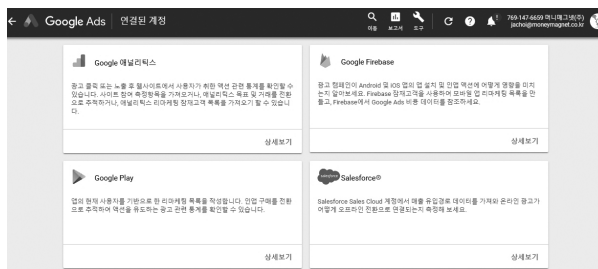 Google Ads 연결된 계정
이동 보고서 도구
769-147-6659 머니마그넷(주)
jachoi@moneymagnet.co.kr
Google 애널리틱스
광고 클릭 또는 노출 후 웹사이트에서 사용자가 취한 액션 관련 통계를 확인할 수
있습니다. 사이트 참여 측정항목을 가져오거나, 애널리틱스 목표 및 거래를 전환
으로 추적하거나, 애널리틱스 리마케팅 잠재고객 목록을 가져오기 할 수 있습니
다.
상세보기
Google Firebase
광고 캠페인이 Android 및 iOS 앱의 앱 설치 및 인앱 액션에 어떻게 영향을 미치
는지 알아보세요. Firebase 잠재고객을 사용하여 모바일 앱 리마케팅 목록을 만
들고, Firebase에서 Google Ads 비용 데이터를 참조하세요.
상세보기
Google Play
앱의 현재 사용자를 기반으로 한 리마케팅 목록을 작성합니다. 인앱 구매를 전환
으로 추적하여 액션을 유도하는 광고 관련 통계를 확인할 수 있습니다.
상세보기
salesforce
Salesforce®
Salesforce Sales Cloud 계정에서 매출 유입경로 데이터를 가져와 온라인 광고가
어떻게 오프라인 전환으로 연결되는지 측정해 보세요.
상세보기